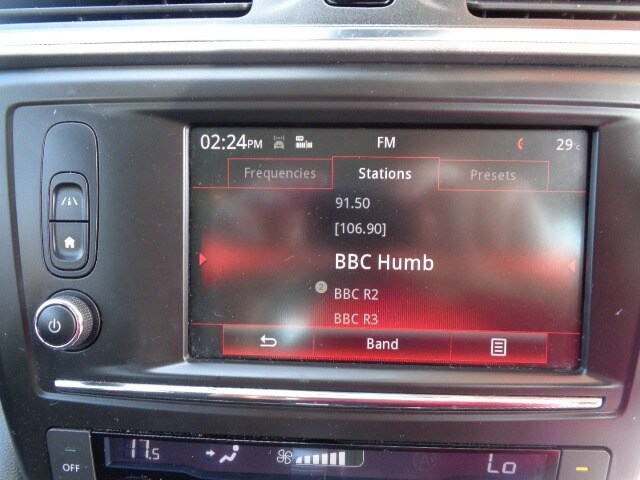 02:24PM FM 29°C
Frequencies Stations Presets
91.50
[106.90]
BBC Humb
2 BBC R2
BBC R3
Band
OFF 17.5 Lo